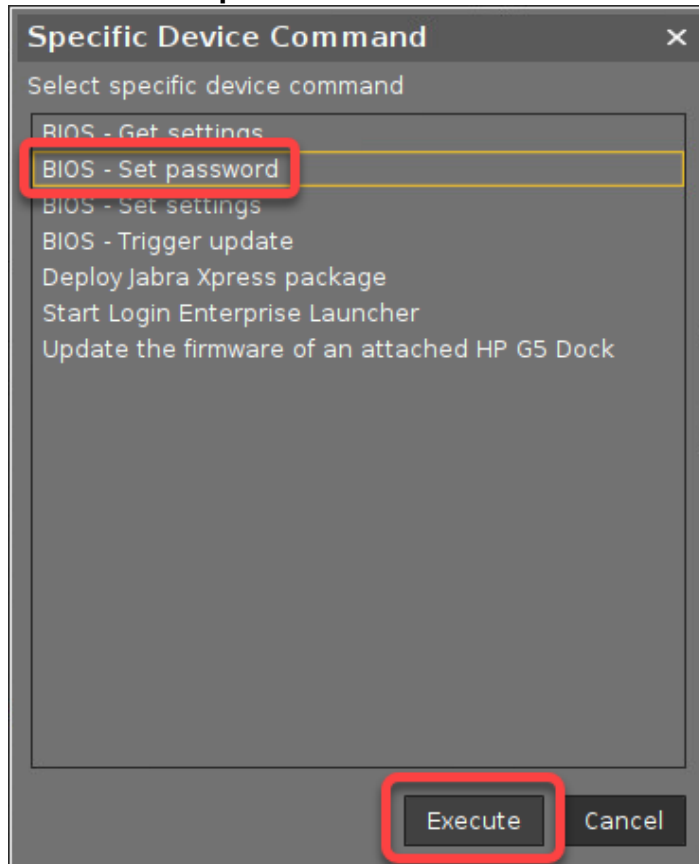 Specific Device Command ×
Select specific device command
BIOS - Get settings
BIOS - Set password
BIOS - Set settings
BIOS - Trigger update
Deploy Jabra Xpress package
Start Login Enterprise Launcher
Update the firmware of an attached HP G5 Dock
Execute Cancel